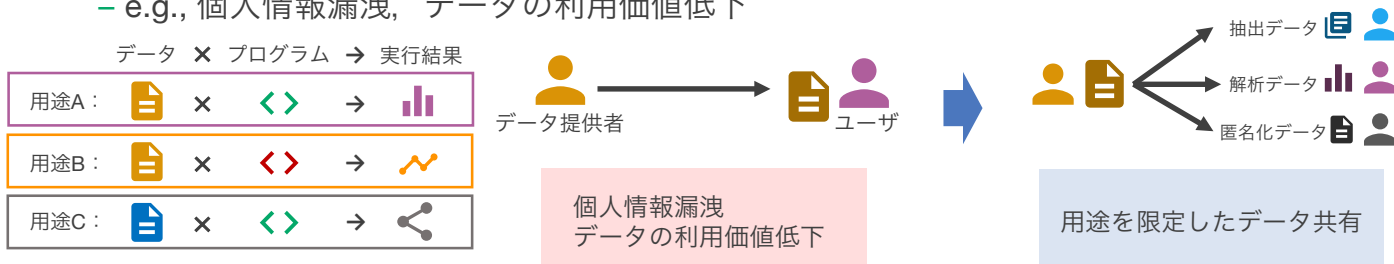 – e.g., 個人情報漏洩，データの利用価値低下
データ × プログラム → 実行結果
用途A： × <> →
用途B： × <> →
用途C： × <> →
データ提供者
ユーザ
個人情報漏洩
データの利用価値低下
抽出データ
解析データ
匿名化データ
用途を限定したデータ共有